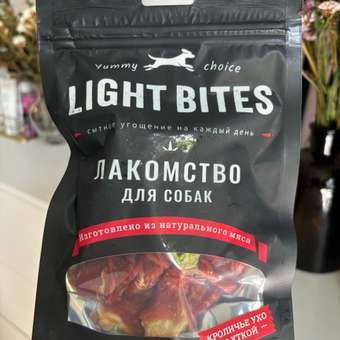 Yummy choice
LIGHT BITES
СЫТНОЕ УГОЩЕНИЕ НА КАЖДЫЙ ДЕНЬ
ЛАКОМСТВО
ДЛЯ СОБАК
Изготовлено из натурального мяса
КРОЛИЧЬЕ УХО
УТКОЙ —